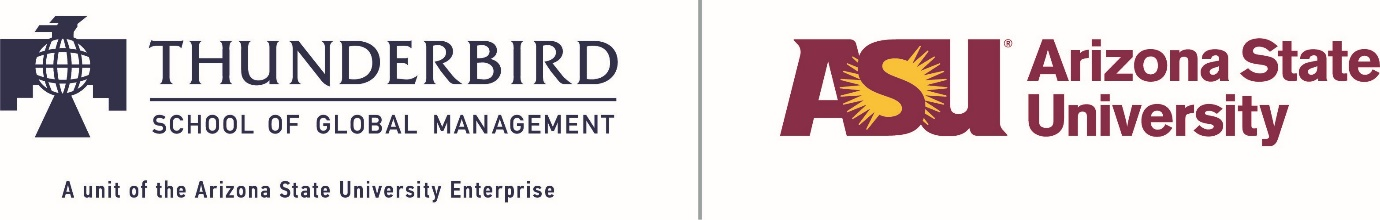 THUNDERBIRD
SCHOOL OF GLOBAL MANAGEMENT
A unit of the Arizona State University Enterprise
ASU®
Arizona State
University